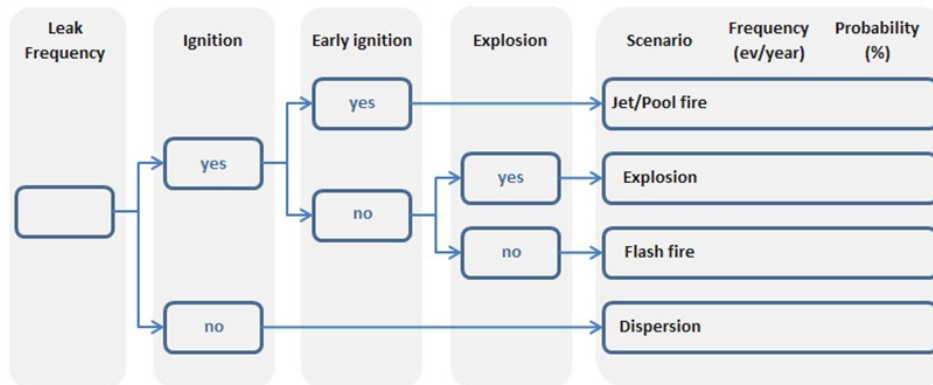 Leak
Frequency
Ignition
Early ignition
Explosion
Scenario
Frequency
(ev/year)
Probability
(%)
yes
Jet/Pool fire
yes
yes
Explosion
no
no
Flash fire
no
Dispersion